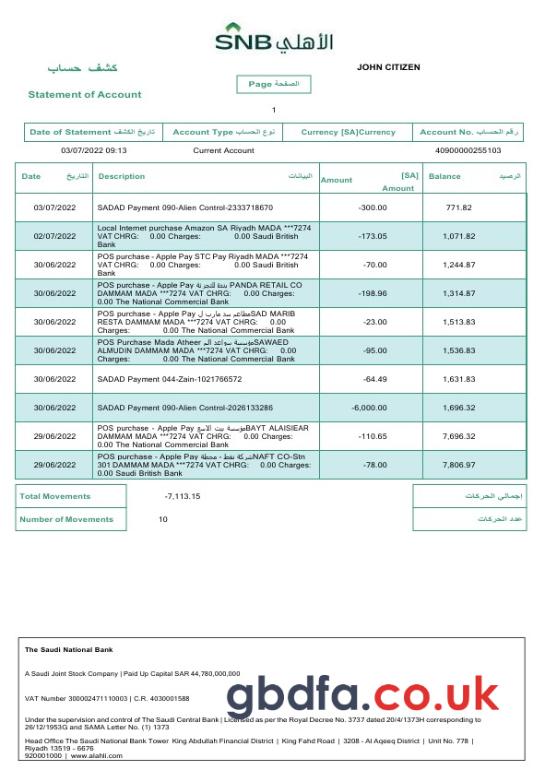 SNB الأهلي
كشف حساب
JOHN CITIZEN
Page الصفحة
Statement of Account
1
Date of Statement تاريخ الكشف Account Type نوع الحساب Currency [SA]Currency Account No. رقم الحساب
03/07/2022 09:13 Current Account 40900000255103
Date التاريخ Description البيانات Amount [SA] Amount Balance الرصيد
03/07/2022 SADAD Payment 090-Alien Control-2333718670 -300.00 771.82
02/07/2022 Local Internet purchase Amazon SA Riyadh MADA ***7274
VAT CHRG: 0.00 Charges: 0.00 Saudi British
Bank -173.05 1,071.82
30/06/2022 POS purchase - Apple Pay STC Pay Riyadh MADA ***7274
VAT CHRG: 0.00 Charges: 0.00 Saudi British
Bank -70.00 1,244.87
30/06/2022 POS purchase - Apple Pay PANDA RETAIL CO
DAMMAM MADA ***7274 VAT CHRG: 0.00 Charges:
0.00 The National Commercial Bank -198.96 1,314.87
30/06/2022 POS purchase - Apple Pay مطاعم سد مارب ل SAD MARIB
RESTA DAMMAM MADA ***7274 VAT CHRG: 0.00
Charges: 0.00 The National Commercial Bank -23.00 1,513.83
30/06/2022 POS Purchase Mada Atheer مؤسسة سواعد الم SAWAED
ALMUDIN DAMMAM MADA ***7274 VAT CHRG: 0.00
Charges: 0.00 The National Commercial Bank -95.00 1,536.83
30/06/2022 SADAD Payment 044-Zain-1021766572 -64.49 1,631.83
30/06/2022 SADAD Payment 090-Alien Control-2026133286 -6,000.00 1,696.32
29/06/2022 POS purchase - Apple Pay مؤسسة بيت الاسع BAYT ALAISIEAR
DAMMAM MADA ***7274 VAT CHRG: 0.00 Charges:
0.00 The National Commercial Bank -110.65 7,696.32
29/06/2022 POS purchase - Apple Pay شركة نفط - محطة NAFT CO-Stn
301 DAMMAM MADA ***7274 VAT CHRG: 0.00 Charges:
0.00 Saudi British Bank -78.00 7,806.97
Total Movements -7,113.15 إجمالي الحركات
Number of Movements 10 عدد الحركات
The Saudi National Bank
A Saudi Joint Stock Company | Paid Up Capital SAR 44,780,000,000
gbdfa.co.uk
VAT Number 300002471110003 | C.R. 4030001588
Under the supervision and control of The Saudi Central Bank | Licensed as per the Royal Decree No. 3737 dated 20/4/1373H corresponding to
26/12/1953G and SAMA Letter No. (1) 1373
Head Office The Saudi National Bank Tower King Abdullah Financial District | King Fahd Road | 3208 - Al Aqeeq District | Unit No. 778 |
Riyadh 13519 - 6676
920001000 | www.alahli.com